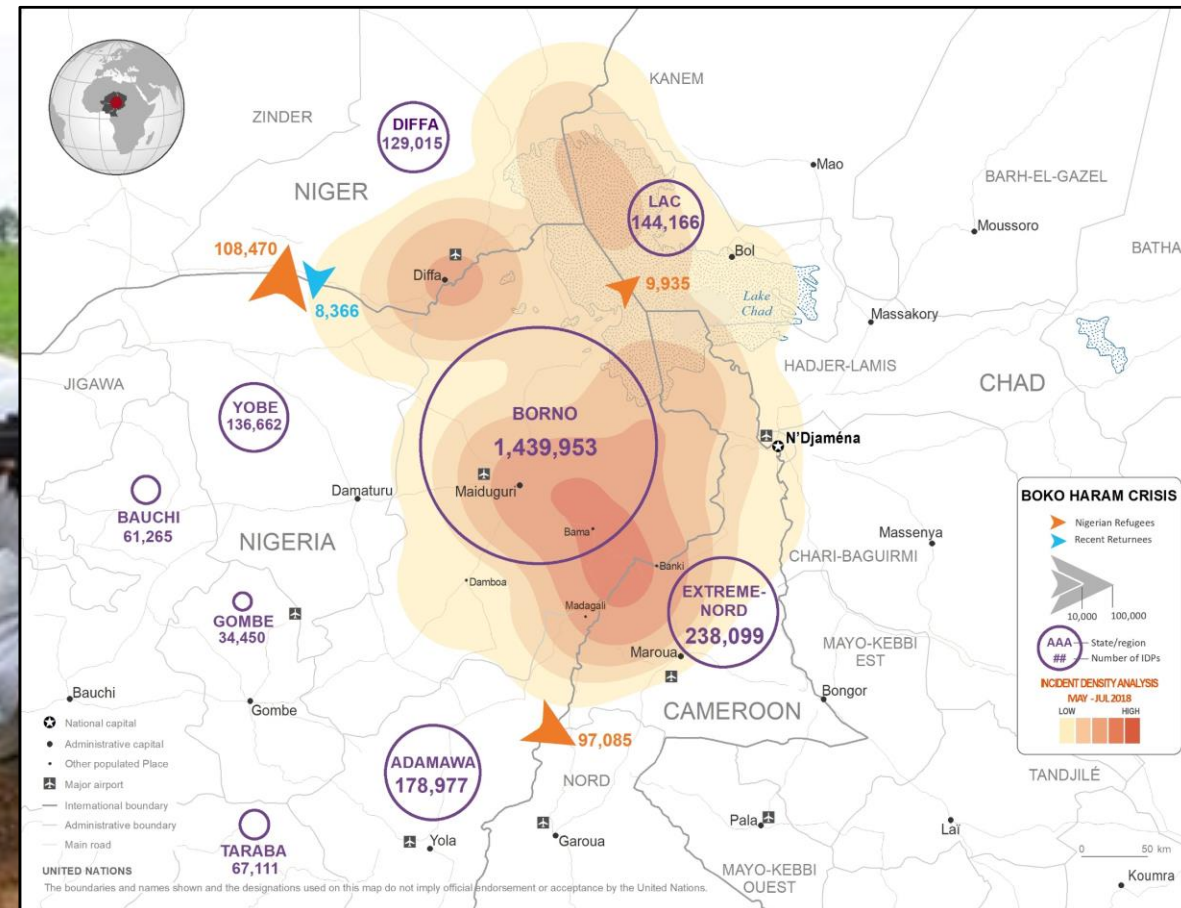 KANEM
ZINDER
DIFFA
129,015
Mao
BARH-EL-GAZEL
NIGER
LAC
144,166
Moussoro
BATHA
108,470
Diffa
Bol
9,935
8,366
Lake
Chad
Massakory
HADJER-LAMIS
JIGAWA
CHAD
YOBE
136,662
BORNO
1,439,953
N'Djaména
Maiduguri
Damaturu
BAUCHI
61,265
NIGERIA
Bama
Massenya
CHARI-BAGUIRMI
Banki
Damboa
EXTREME-
NORD
238,099
Madagali
GOMBE
34,450
Maroua
MAYO-KEBBI
EST
Bauchi
Gombe
Bongor
CAMEROON
97,085
ADAMAWA
178,977
NORD
TANDJILÉ
TARABA
67,111
Yola
Garoua
Pala
Laï
MAYO-KEBBI
OUEST
Koumra
BOKO HARAM CRISIS
Nigerian Refugees
Recent Returnees
10,000
100,000
AAA State/region
## Number of IDPs
INCIDENT DENSITY ANALYSIS
MAY - JUL 2018
LOW HIGH
National capital
Administrative capital
Other populated Place
Major airport
International boundary
Administrative boundary
Main road
0 50 km
UNITED NATIONS
The boundaries and names shown and the designations used on this map do not imply official endorsement or acceptance by the United Nations.